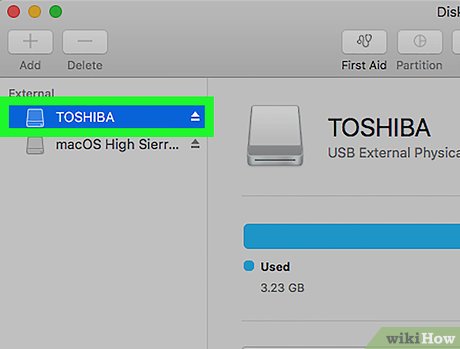 Disk
Add Delete First Aid Partition
External
TOSHIBA
macOS High Sierr...
TOSHIBA
USB External Physica
Used
3.23 GB
wikiHow